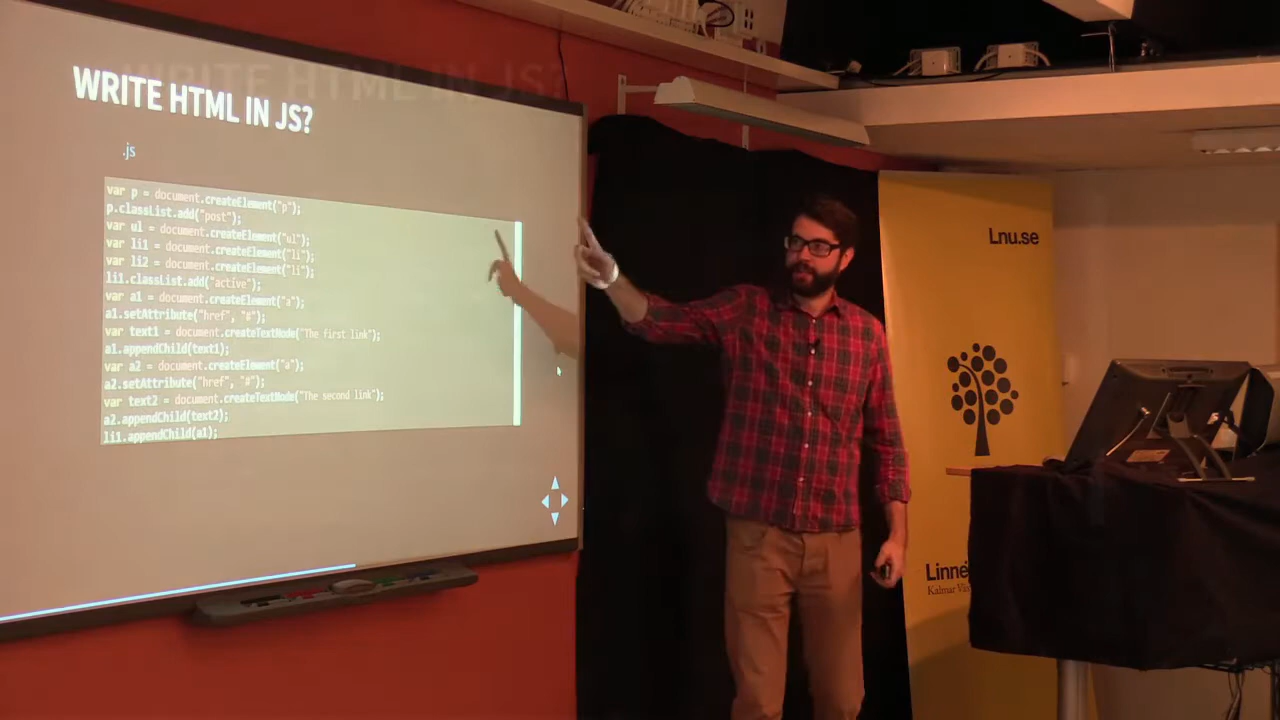 WRITE HTML IN JS?
.js
var p = document.createElement("p");
p.classList.add("post");
var ul = document.createElement("ul");
var li1 = document.createElement("li");
var li2 = document.createElement("li");
li1.classList.add("active");
var a1 = document.createElement("a");
a1.setAttribute("href", "#");
var text1 = document.createTextNode("The first link");
a1.appendChild(text1);
var a2 = document.createElement("a");
a2.setAttribute("href", "#");
var text2 = document.createTextNode("The second link");
a2.appendChild(text2);
li1.appendChild(a1);
Lnu.se
Linne
Kalmar Väx